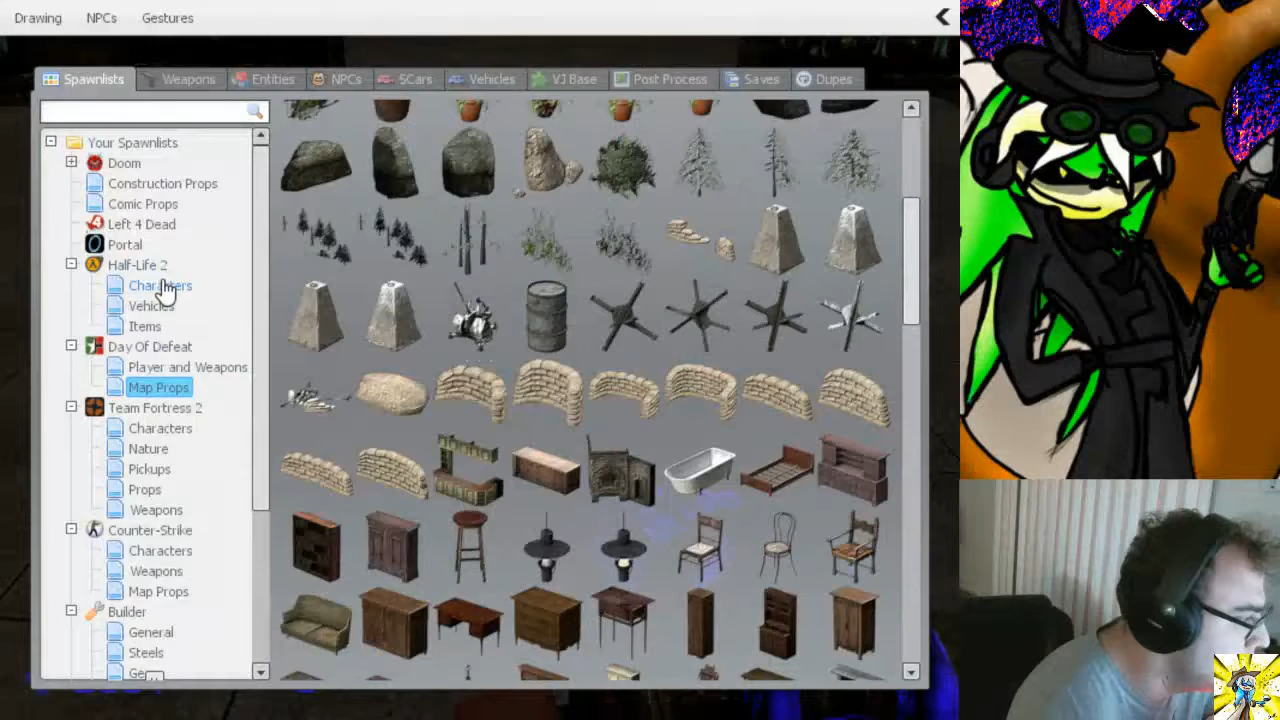 Drawing NPCs Gestures
Spawnlists Weapons Entities NPCs SCars Vehicles VJ Base Post Process Saves Dupes
Your Spawnlists
Doom
Construction Props
Comic Props
Left 4 Dead
Portal
Half-Life 2
Characters
Vehicles
Items
Day Of Defeat
Player and Weapons
Map Props
Team Fortress 2
Characters
Nature
Pickups
Props
Weapons
Counter-Strike
Characters
Weapons
Map Props
Builder
General
Steels